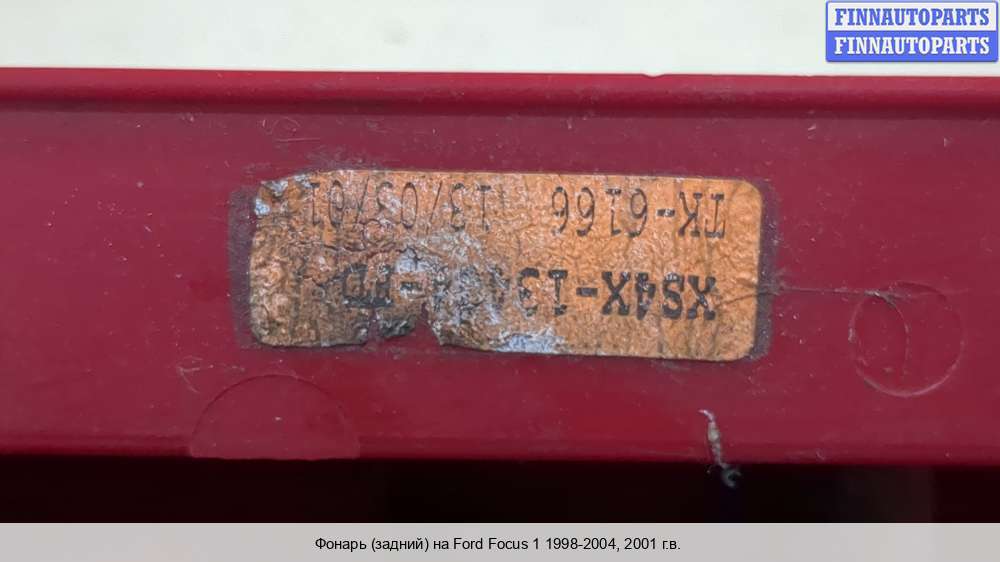 FINNAUTOPARTS
FINNAUTOPARTS
XS4X-13
TK-6166 13/03/01
Фонарь (задний) на Ford Focus 1 1998-2004, 2001 г.в.